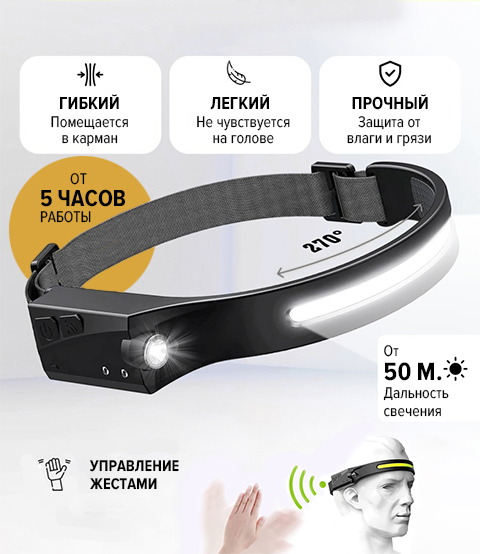 ГИБКИЙ
Помещается
в карман
ЛЕГКИЙ
Не чувствуется
на голове
ПРОЧНЫЙ
Защита от
влаги и грязи
ОТ
5 ЧАСОВ
РАБОТЫ
270°
От
50 М.
Дальность
свечения
УПРАВЛЕНИЕ
ЖЕСТАМИ